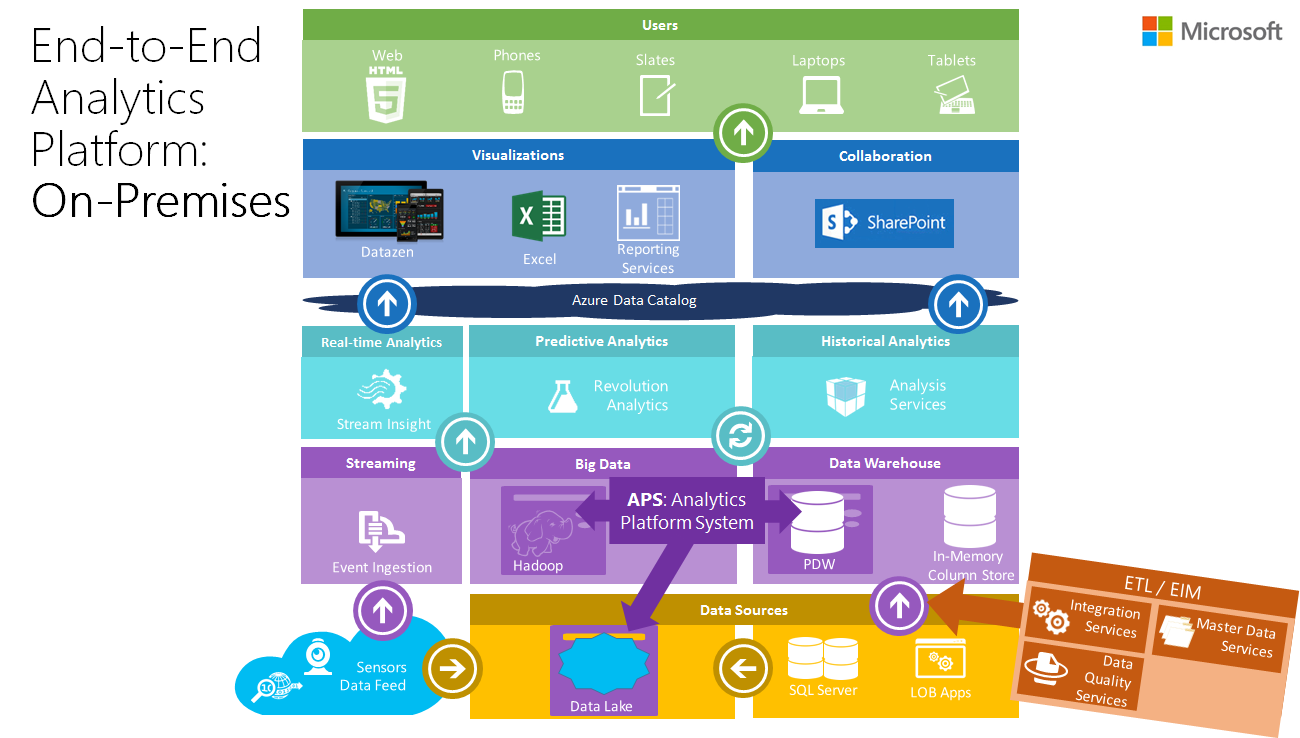 End-to-End
Analytics
Platform:
On-Premises
Microsoft
Users
Web
HTML
5
Phones
Slates
Laptops
Tablets
Visualizations
Collaboration
Datazen
X
Excel
Reporting
Services
S
SharePoint
Azure Data Catalog
Real-time Analytics
Predictive Analytics
Historical Analytics
Stream Insight
Revolution
Analytics
Analysis
Services
Streaming
Big Data
Data Warehouse
Event Ingestion
Hadoop
APS: Analytics
Platform System
PDW
In-Memory
Column Store
Data Sources
Sensors
Data Feed
Data Lake
SQL Server
LOB Apps
ETL / EIM
Integration
Services
Master Data
Services
Data
Quality
Services